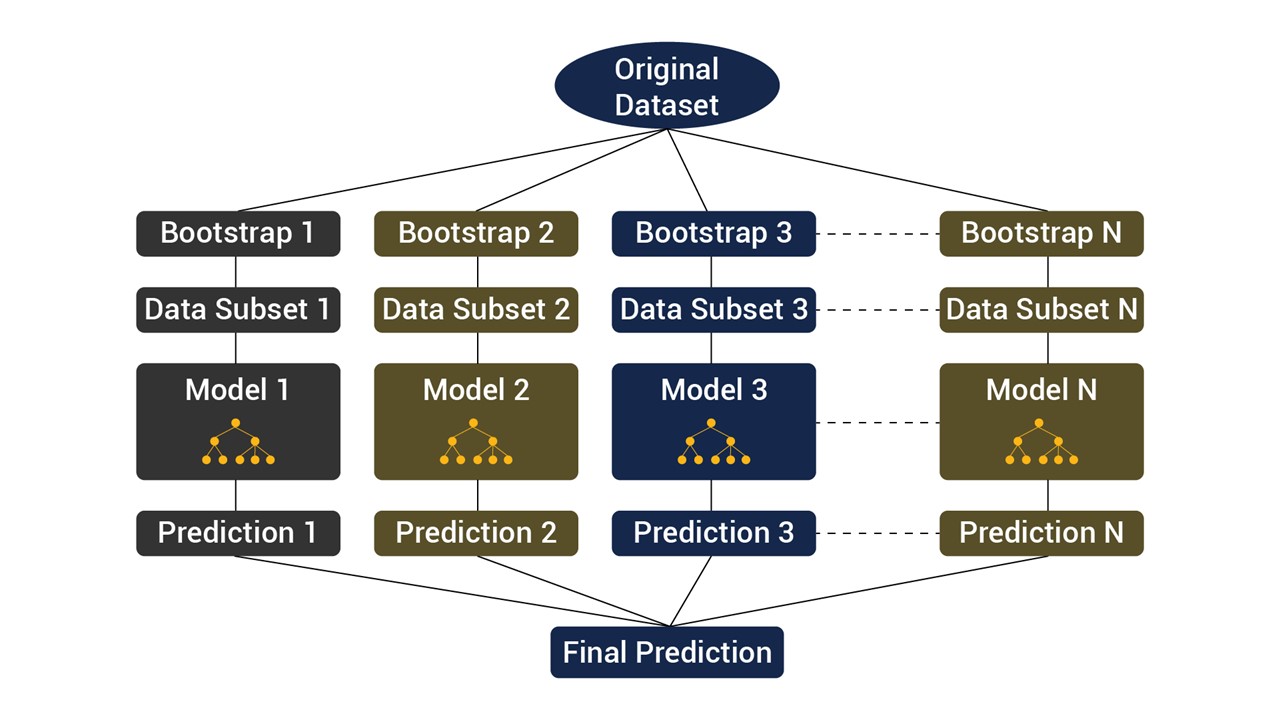 Original
Dataset
Bootstrap 1
Bootstrap 2
Bootstrap 3
Bootstrap N
Data Subset 1
Data Subset 2
Data Subset 3
Data Subset N
Model 1
Model 2
Model 3
Model N
Prediction 1
Prediction 2
Prediction 3
Prediction N
Final Prediction